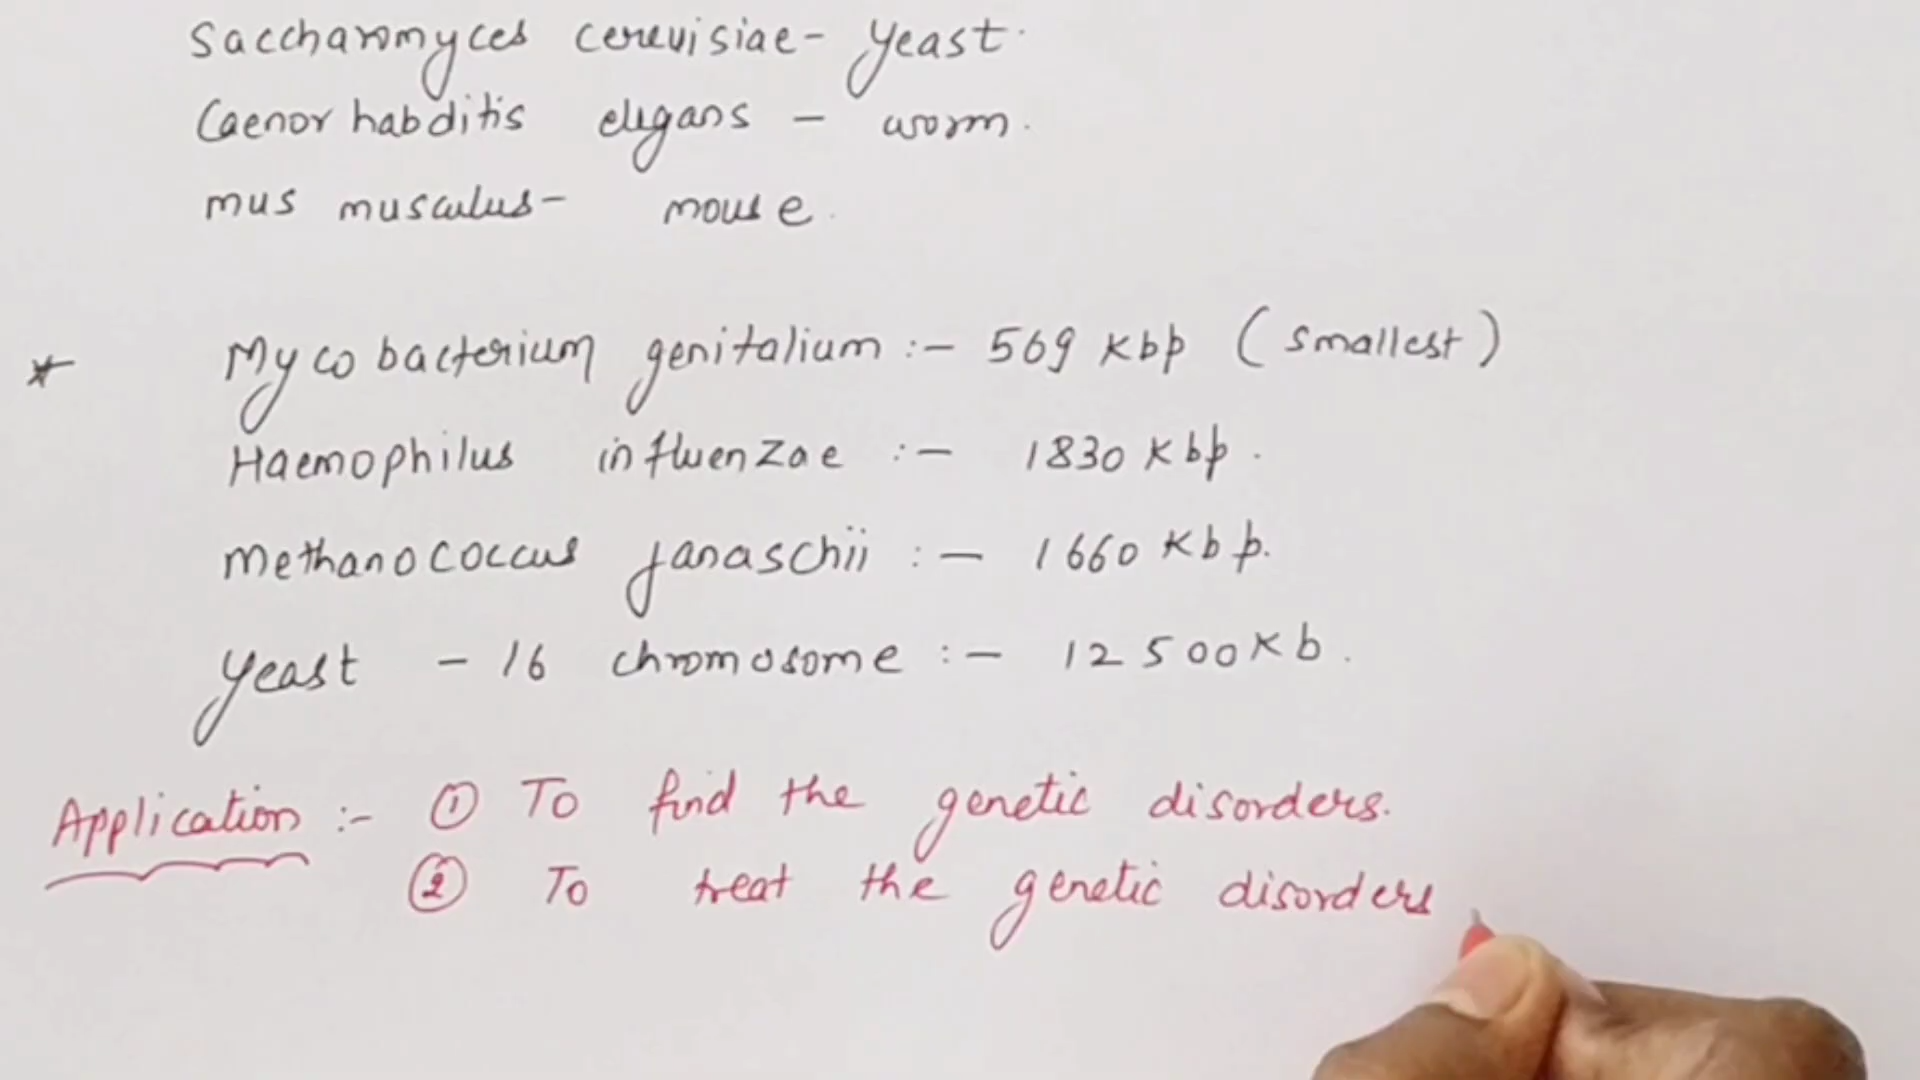 Saccharomyces cerevisiae - yeast.
Caenorhabditis elegans - worm.
mus musculus - mouse.
* Mycobacterium genitalium :- 569 Kbp (smallest)
Haemophilus influenzae :- 1830 Kbp.
Methanococcus janaschii :- 1660 Kbp.
Yeast - 16 chromosome :- 12500 Kb.
Application :- ① To find the genetic disorders.
② To treat the genetic disorders